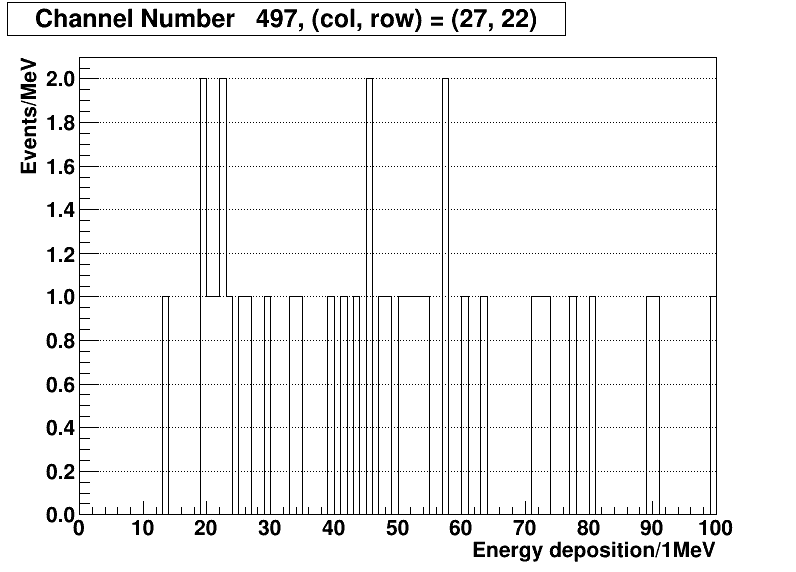 Channel Number 497, (col, row) = (27, 22)
Events/MeV
2.0
1.8
1.6
1.4
1.2
1.0
0.8
0.6
0.4
0.2
0.0
0 10 20 30 40 50 60 70 80 90 100
Energy deposition/1MeV